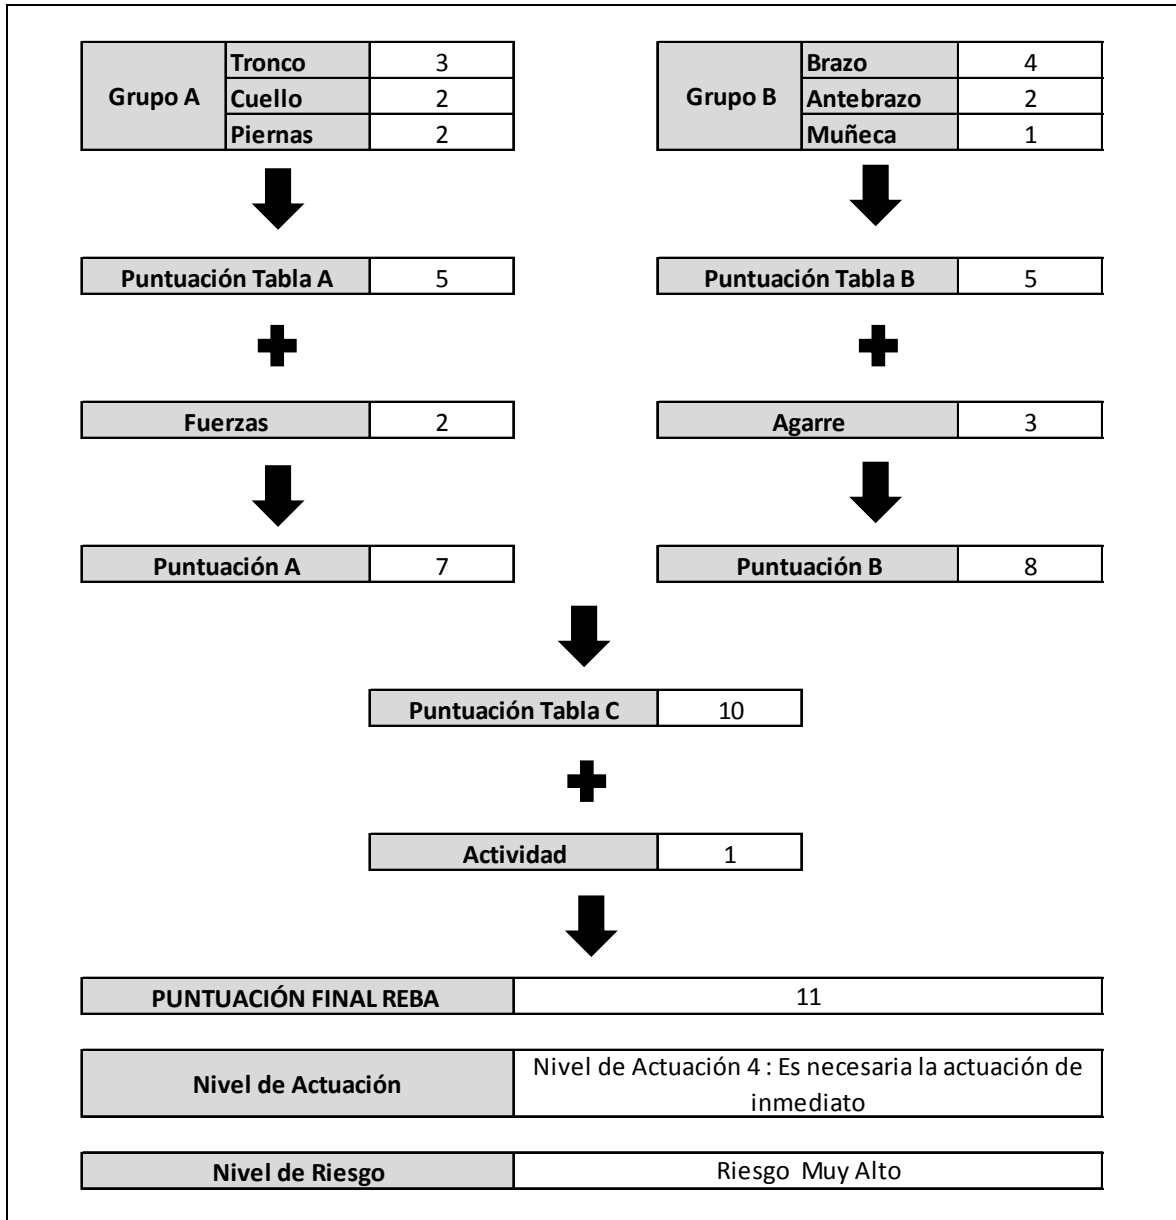 Grupo A
Tronco 3
Cuello 2
Piernas 2
Grupo B
Brazo 4
Antebrazo 2
Muñeca 1
Puntuación Tabla A 5
Puntuación Tabla B 5
Fuerzas 2
Agarre 3
Puntuación A 7
Puntuación B 8
Puntuación Tabla C 10
Actividad 1
PUNTUACIÓN FINAL REBA 11
Nivel de Actuación
Nivel de Actuación 4 : Es necesaria la actuación de
inmediato
Nivel de Riesgo Riesgo Muy Alto